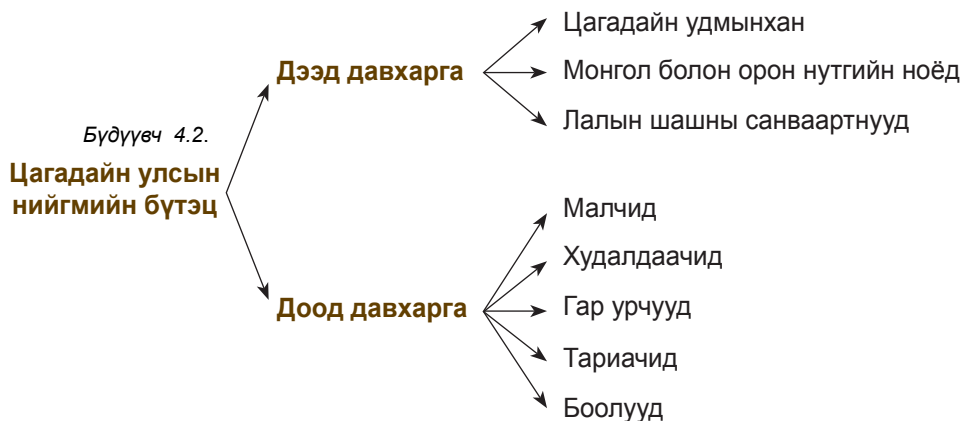 Бүдүүвч 4.2.
Цагадайн улсын
нийгмийн бүтэц
Дээд давхарга
Цагадайн удмынхан
Монгол болон орон нутгийн ноёд
Лалын шашны санваартнууд
Доод давхарга
Малчид
Худалдаачид
Гар урчууд
Тариачид
Боолууд